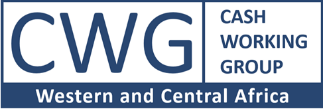 CWG
CASH
WORKING
GROUP
Western and Central Africa